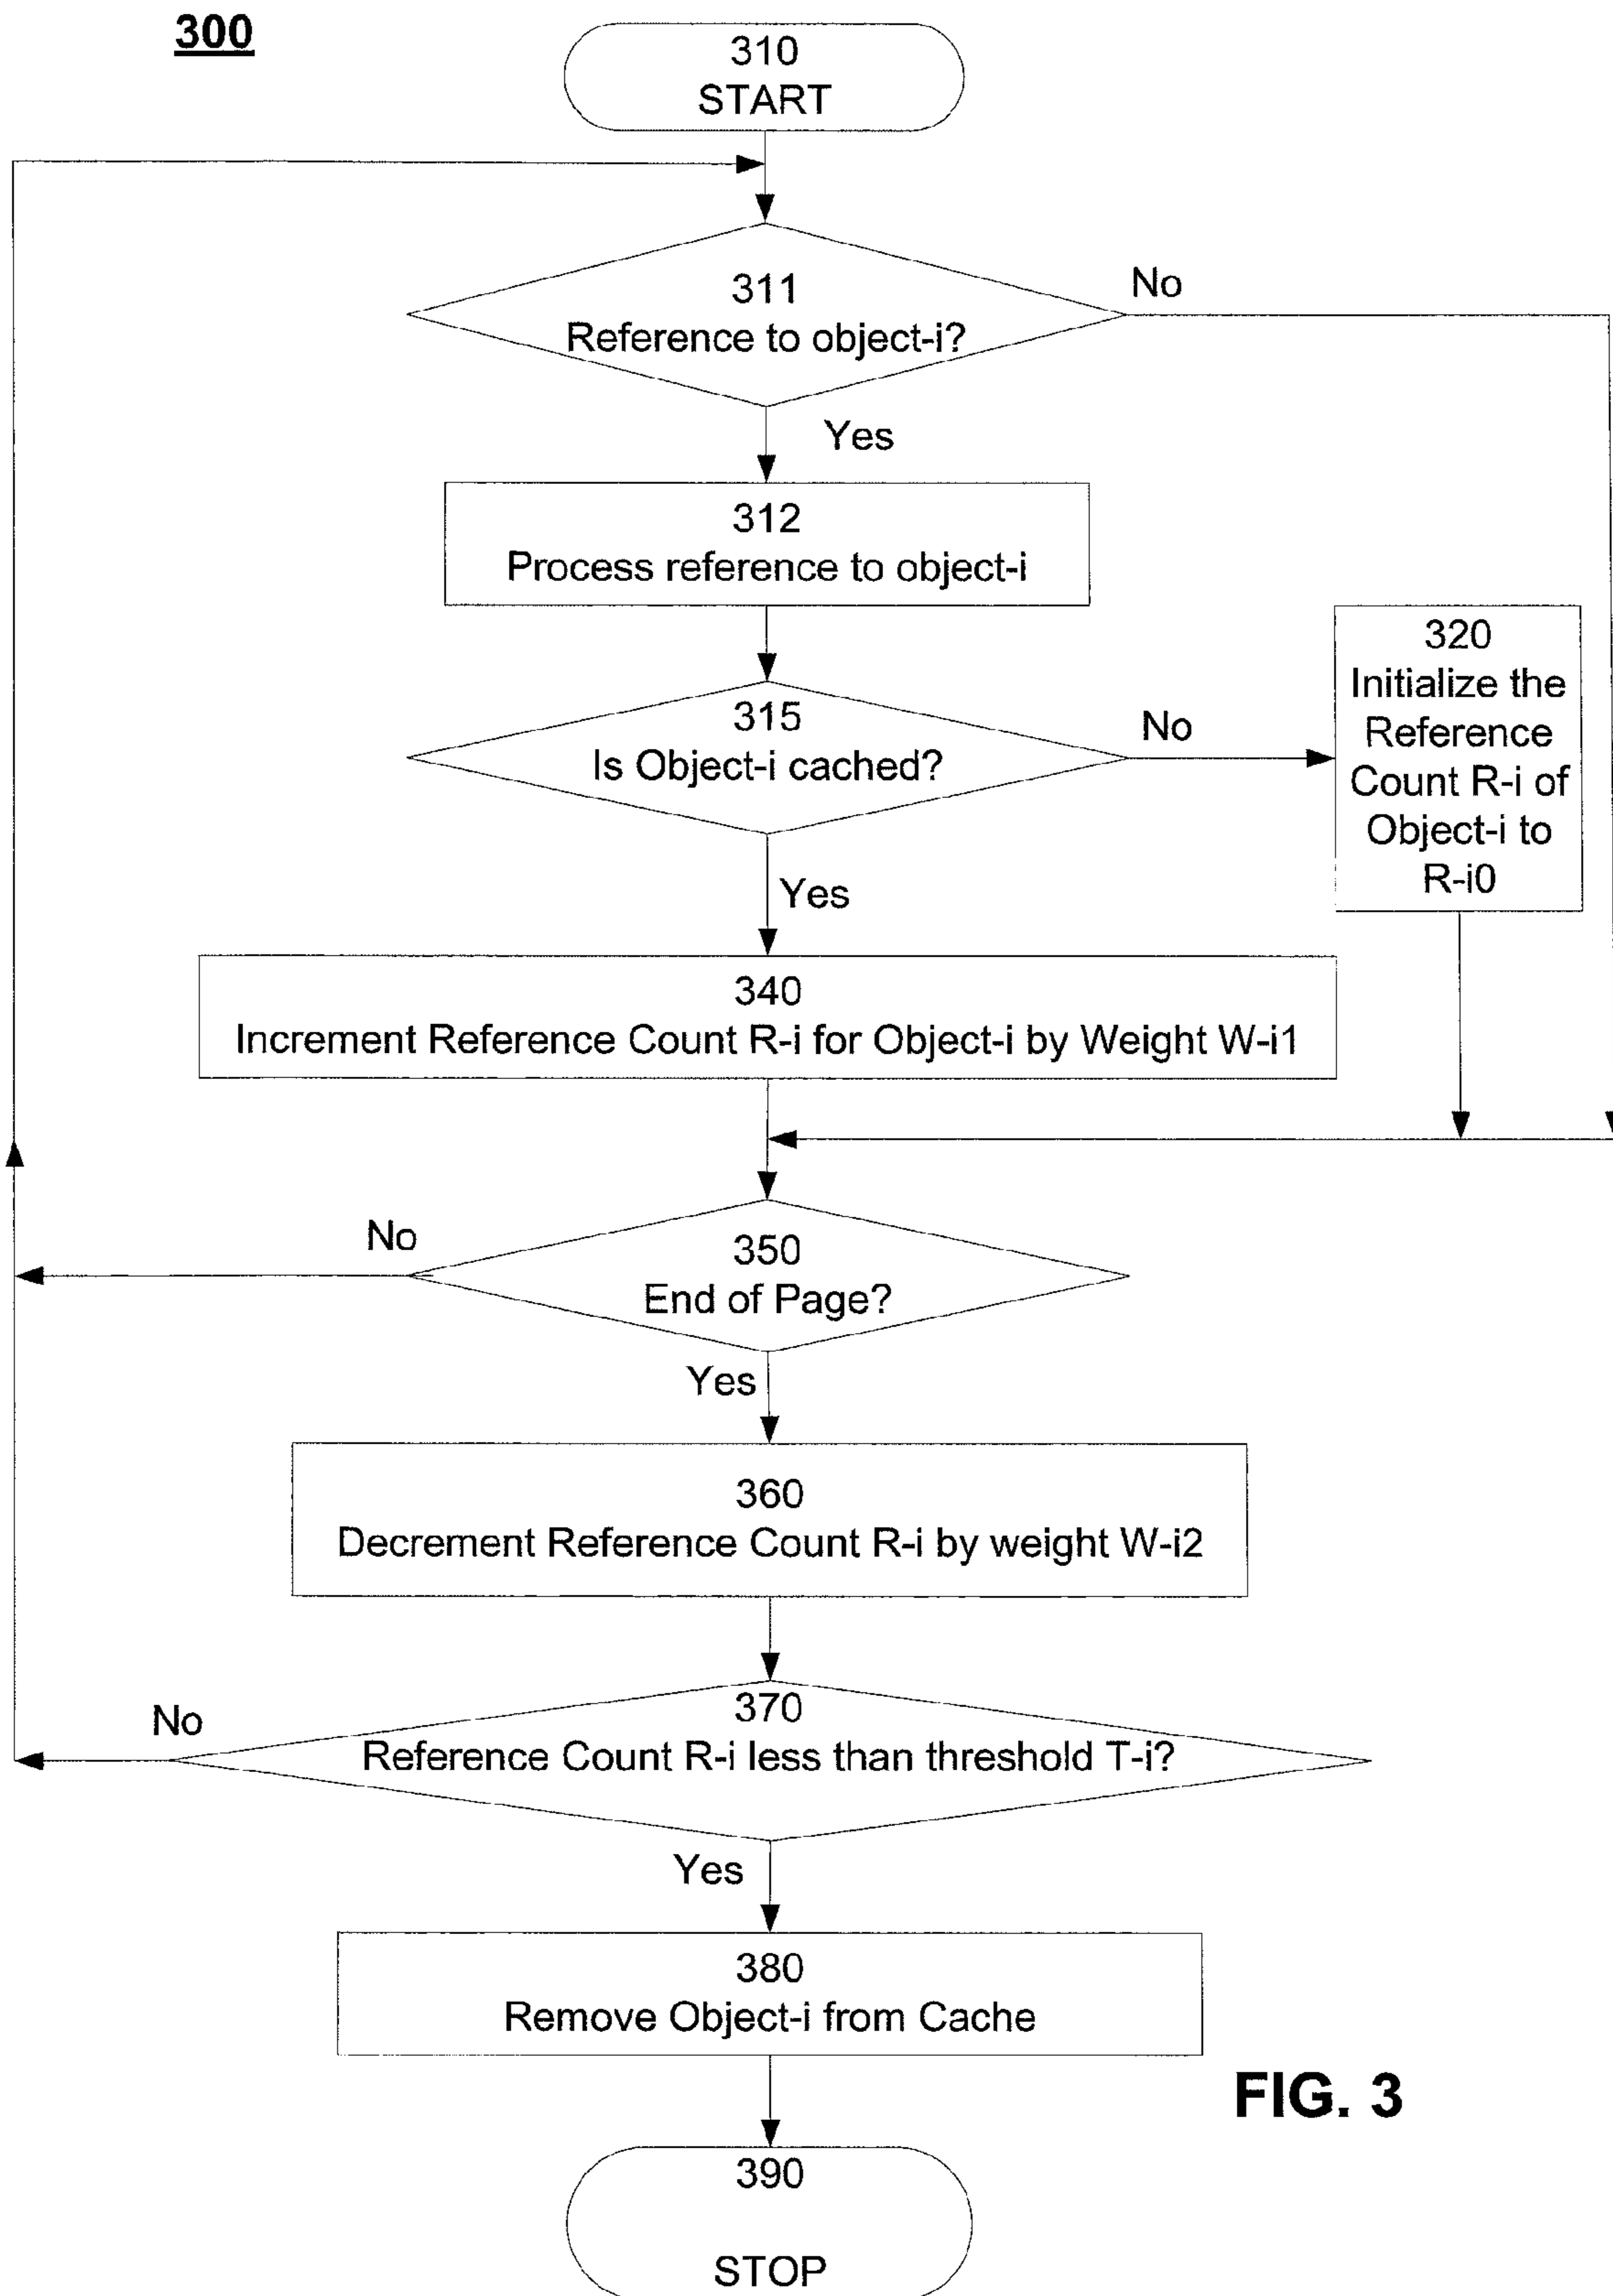 300
310
START
311
Reference to object-i?
No
Yes
312
Process reference to object-i
315
Is Object-i cached?
No
320
Initialize the
Reference
Count R-i of
Object-i to
R-i0
Yes
340
Increment Reference Count R-i for Object-i by Weight W-i1
350
End of Page?
No
Yes
360
Decrement Reference Count R-i by weight W-i2
370
Reference Count R-i less than threshold T-i?
No
Yes
380
Remove Object-i from Cache
FIG. 3
390
STOP